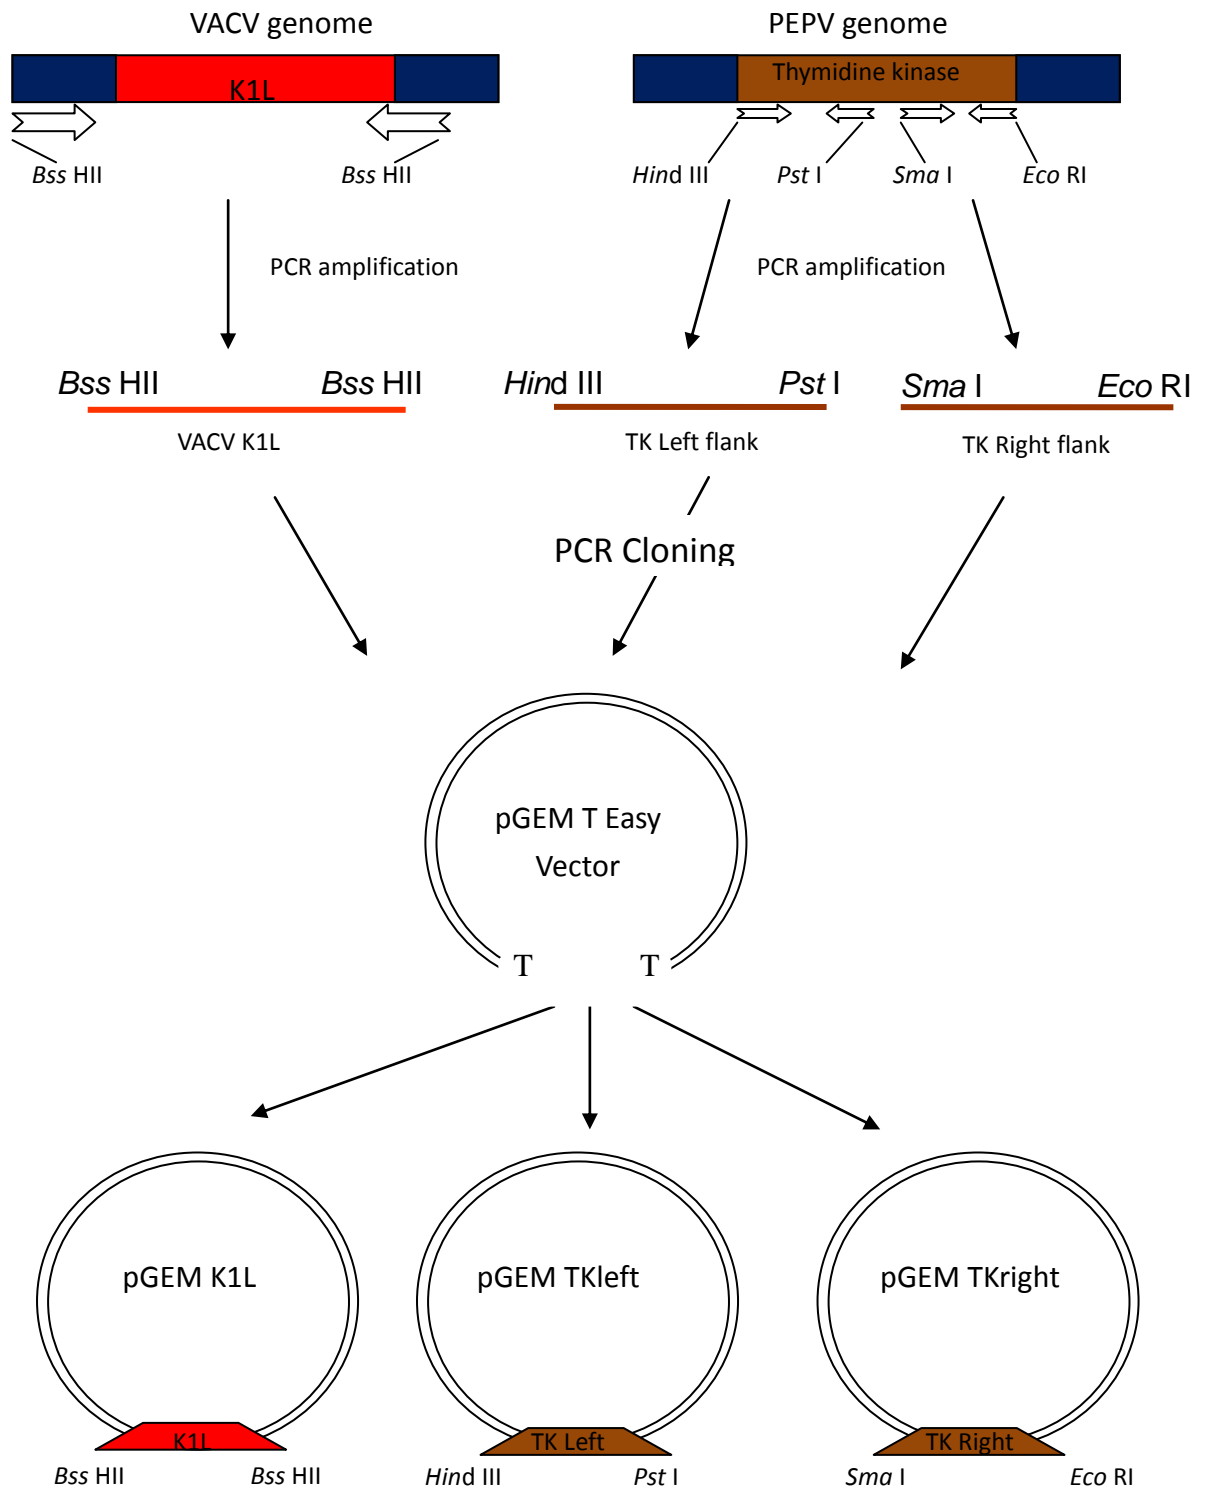 VACV genome
PEPV genome
K1L
Thymidine kinase
Bss HII
Bss HII
Hind III
Pst I
Sma I
Eco RI
PCR amplification
PCR amplification
Bss HII
Bss HII
Hind III
Pst I
Sma I
Eco RI
VACV K1L
TK Left flank
TK Right flank
PCR Cloning
pGEM T Easy
Vector
T
T
pGEM K1L
pGEM TKleft
pGEM TKright
K1L
TK Left
TK Right
Bss HII
Bss HII
Hind III
Pst I
Sma I
Eco RI